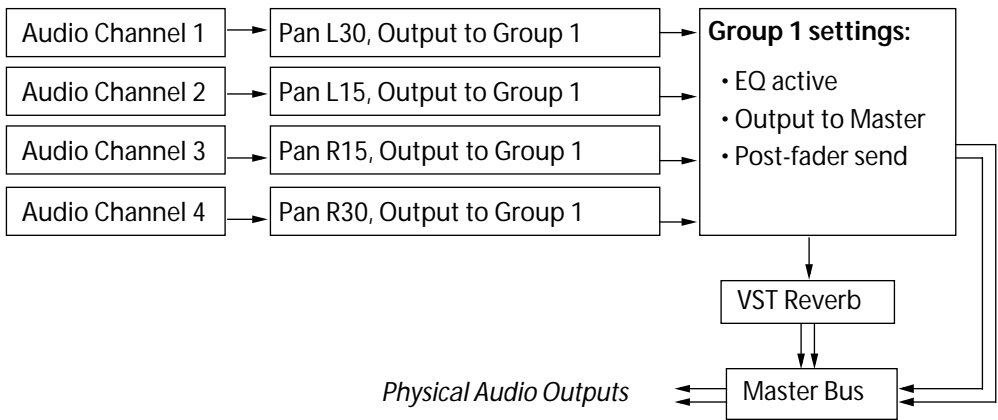 Audio Channel 1
Pan L30, Output to Group 1
Audio Channel 2
Pan L15, Output to Group 1
Audio Channel 3
Pan R15, Output to Group 1
Audio Channel 4
Pan R30, Output to Group 1
Group 1 settings:
• EQ active
• Output to Master
• Post-fader send
VST Reverb
Physical Audio Outputs
Master Bus